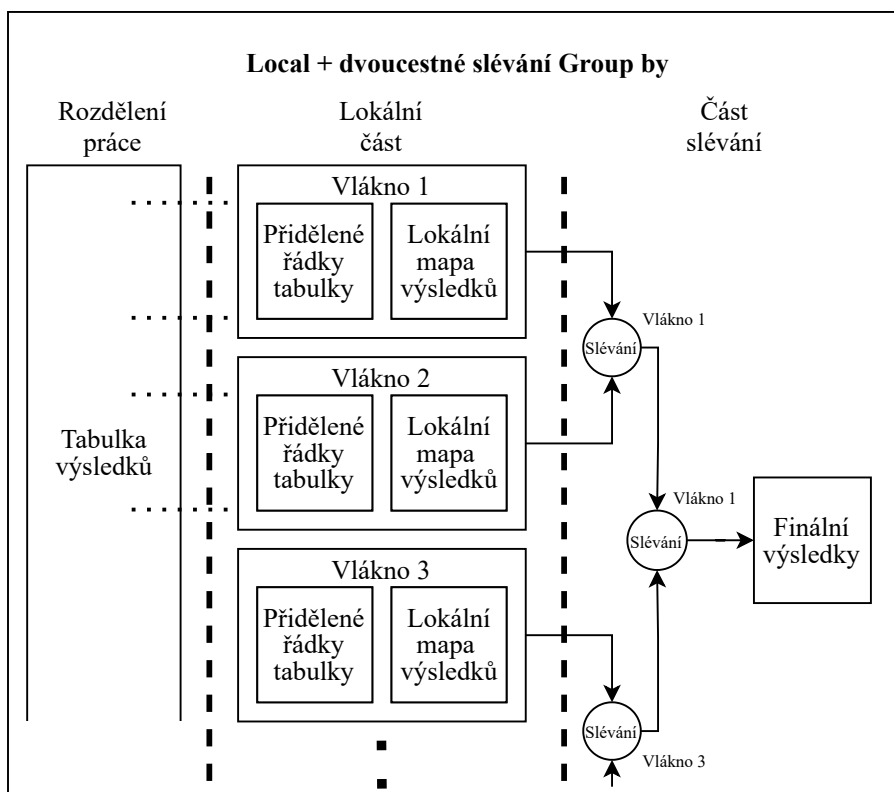 Local + dvoucestné slévání Group by
Rozdělení
práce
Lokální
část
Část
slévání
Tabulka
výsledků
Vlákno 1
Přidělené
řádky
tabulky
Lokální
mapa
výsledků
Vlákno 2
Přidělené
řádky
tabulky
Lokální
mapa
výsledků
Vlákno 3
Přidělené
řádky
tabulky
Lokální
mapa
výsledků
Vlákno 1
Slévání
Vlákno 1
Slévání
Slévání
Vlákno 3
Finální
výsledky